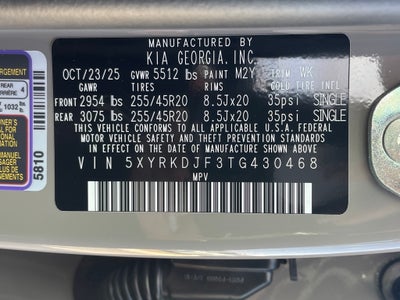 MANUFACTURED BY
KIA GEORGIA, INC.
OCT/23/25 GVWR 5512 lbs PAINT M2Y TRIM WK
GAWR TIRES RIMS COLD TIRE INFL
FRONT 2954 lbs 255/45R20 8.5Jx20 35psi SINGLE
REAR 3075 lbs 255/45R20 8.5Jx20 35psi SINGLE
THIS VEHICLE CONFORMS TO ALL APPLICABLE U.S.A. FEDERAL
MOTOR VEHICLE SAFETY AND THEFT PREVENTION STANDARDS
IN EFFECT ON THE DATE OF MANUFACTURE SHOWN ABOVE.
VIN 5XYRKDJF3TG430468
MPV
REAR 4
1032
5810